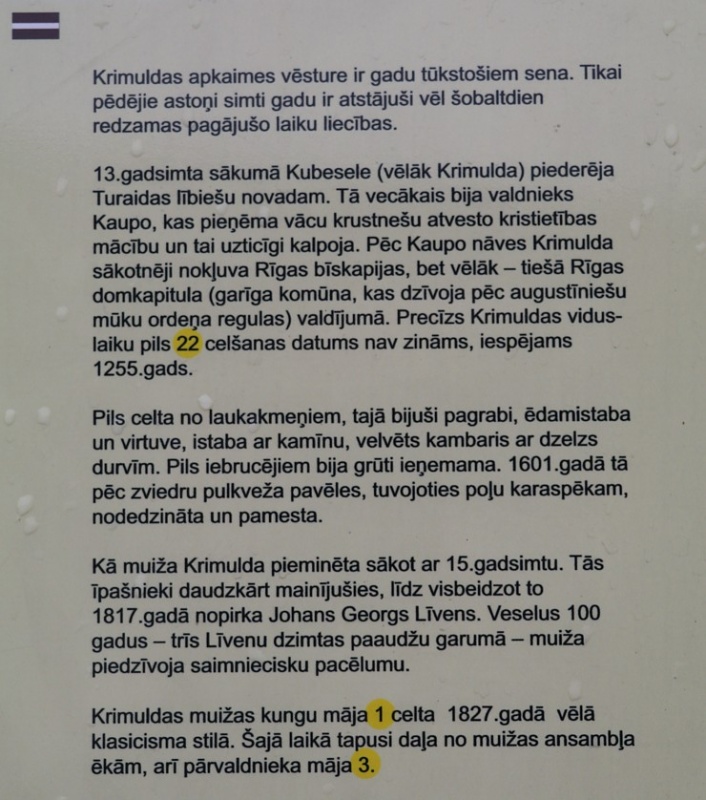 Krimuldas apkaimes vēsture ir gadu tūkstošiem sena. Tikai
pēdējie astoņi simti gadu ir atstājuši vēl šobaltdien
redzamas pagājušo laiku liecības.
13.gadsimta sākumā Kubesele (vēlāk Krimulda) piederēja
Turaidas lībiešu novadam. Tā vecākais bija valdnieks
Kaupo, kas pieņēma vācu krustnešu atvesto kristietības
mācību un tai uzticīgi kalpoja. Pēc Kaupo nāves Krimulda
sākotnēji nokļuva Rīgas bīskapijas, bet vēlāk – tiešā Rīgas
domkapitula (garīga komūna, kas dzīvoja pēc augustīniešu
mūku ordeņa regulas) valdījumā. Precīzs Krimuldas vidus-
laiku pils 22 celšanas datums nav zināms, iespējams
1255.gads.
Pils celta no laukakmeņiem, tajā bijuši pagrabi, ēdamistaba
un virtuve, istaba ar kamīnu, velvēts kambaris ar dzelzs
durvīm. Pils iebrucējiem bija grūti ieņemama. 1601.gadā tā
pēc zviedru pulkveža pavēles, tuvojoties poļu karaspēkam,
nodedzināta un pamesta.
Kā muiža Krimulda pieminēta sākot ar 15.gadsimtu. Tās
īpašnieki daudzkārt mainījušies, līdz visbeidzot to
1817.gadā nopirka Johans Georgs Līvens. Veselus 100
gadus – trīs Līvenu dzimtas paaudžu garumā – muiža
piedzīvoja saimniecisku pacēlumu.
Krimuldas muižas kungu māja 1 celta 1827.gadā vēlā
klasicisma stilā. Šajā laikā tapusi daļa no muižas ansambļa
ēkām, arī pārvaldnieka māja 3.